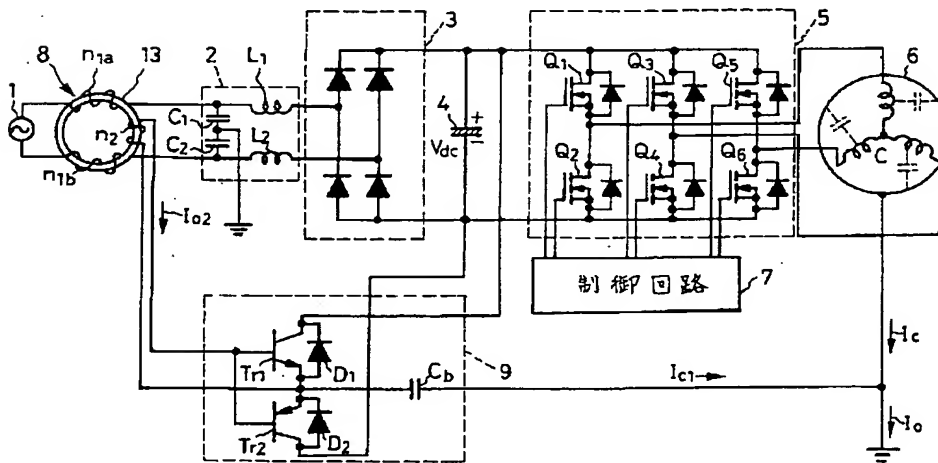 8
n1a
13
2
L1
3
1
C1
n2
C2
L2
n1b
Io2
4
+
Vdc
5
Q1
Q3
Q5
Q2
Q4
Q6
6
C
制御回路
7
Tr1
D1
Tr2
D2
9
Cb
Ic1
Ic
Io